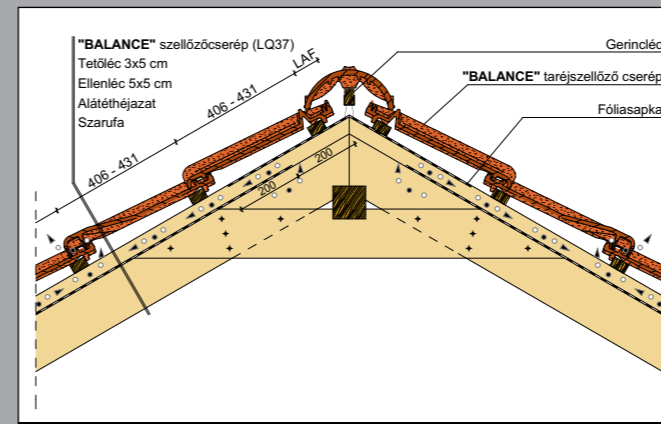 "BALANCE" szellőzőcserép (LQ37)
Tetőléc 3x5 cm
Ellenléc 5x5 cm
Alátéthéjazat
Szarufa
LAF
406 - 431
406 - 431
200
200
Gerincléc
"BALANCE" taréjszellőző cserép
Fóliasapka